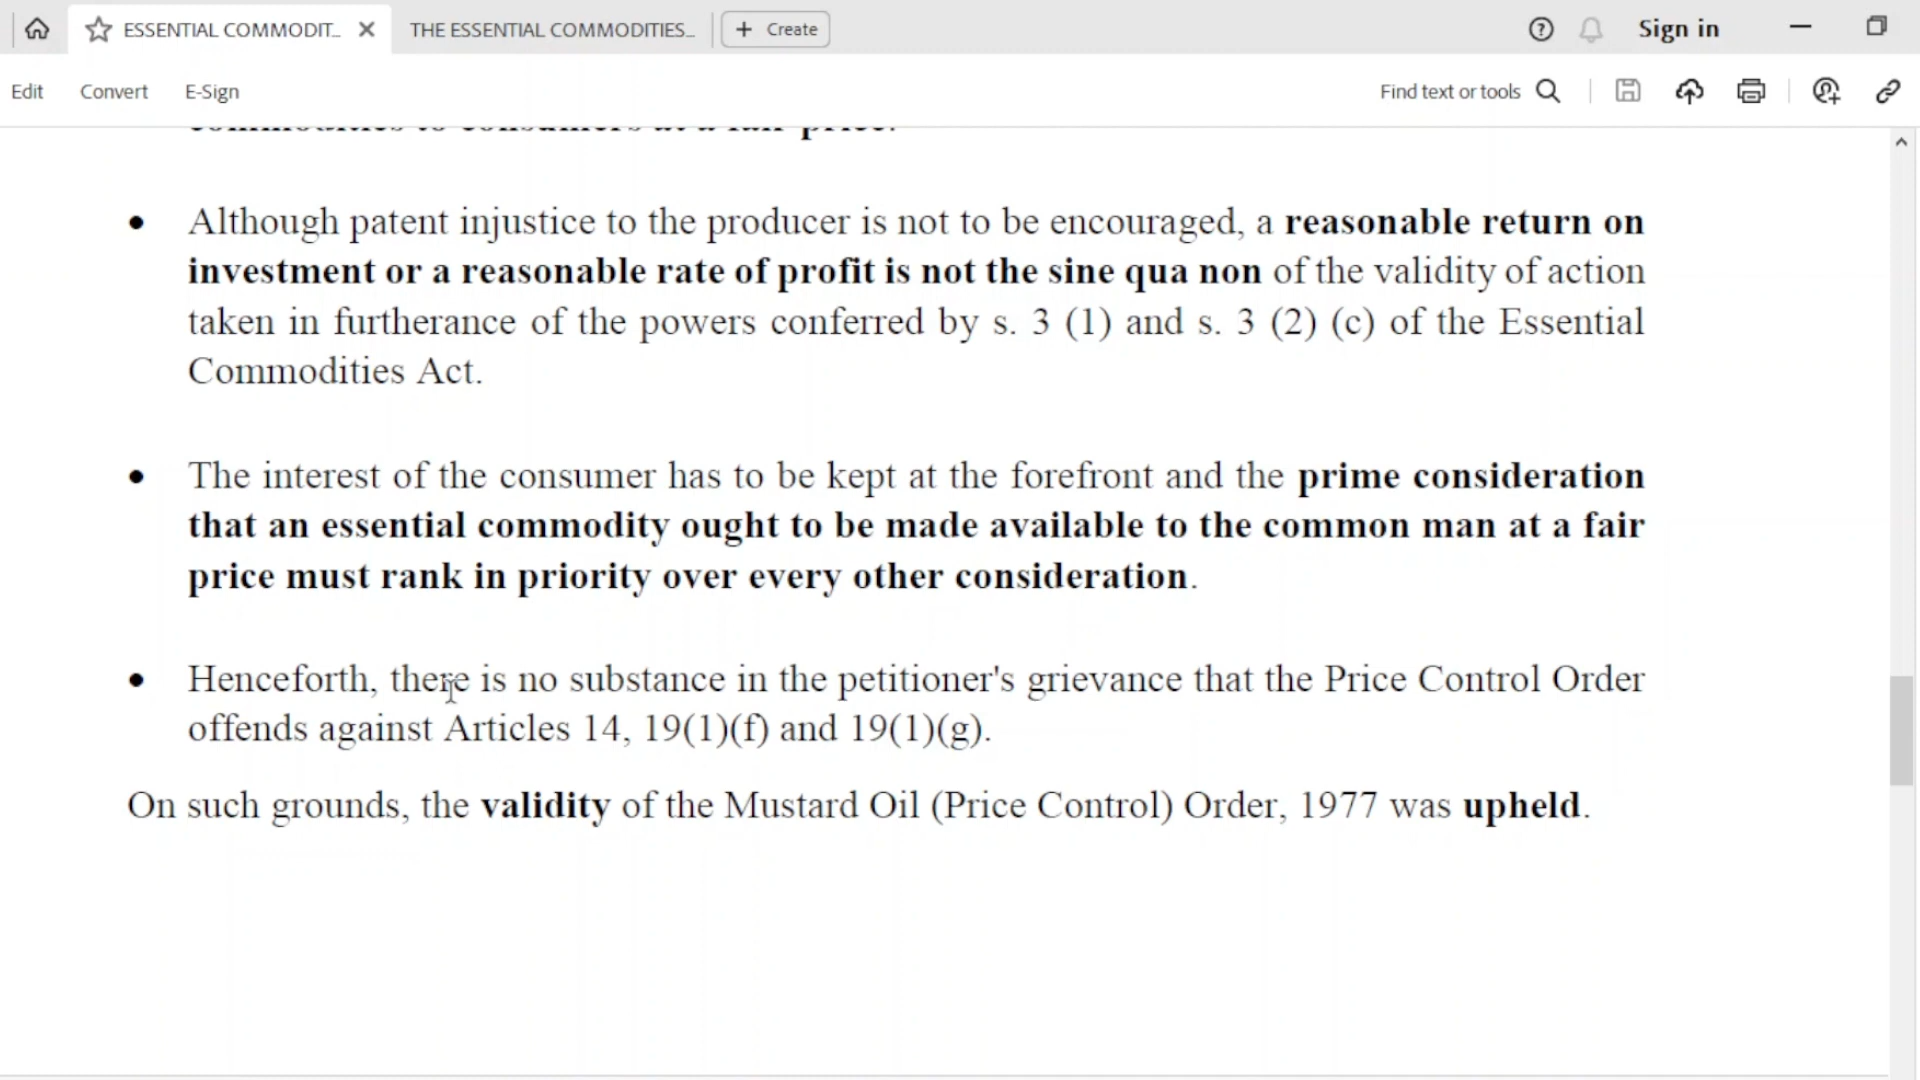 ESSENTIAL COMMODIT... THE ESSENTIAL COMMODITIES... Create Sign in
Edit Convert E-Sign Find text or tools
commodities to consumers at a fair price.
• Although patent injustice to the producer is not to be encouraged, a reasonable return on
investment or a reasonable rate of profit is not the sine qua non of the validity of action
taken in furtherance of the powers conferred by s. 3 (1) and s. 3 (2) (c) of the Essential
Commodities Act.
• The interest of the consumer has to be kept at the forefront and the prime consideration
that an essential commodity ought to be made available to the common man at a fair
price must rank in priority over every other consideration.
• Henceforth, there is no substance in the petitioner's grievance that the Price Control Order
offends against Articles 14, 19(1)(f) and 19(1)(g).
On such grounds, the validity of the Mustard Oil (Price Control) Order, 1977 was upheld.